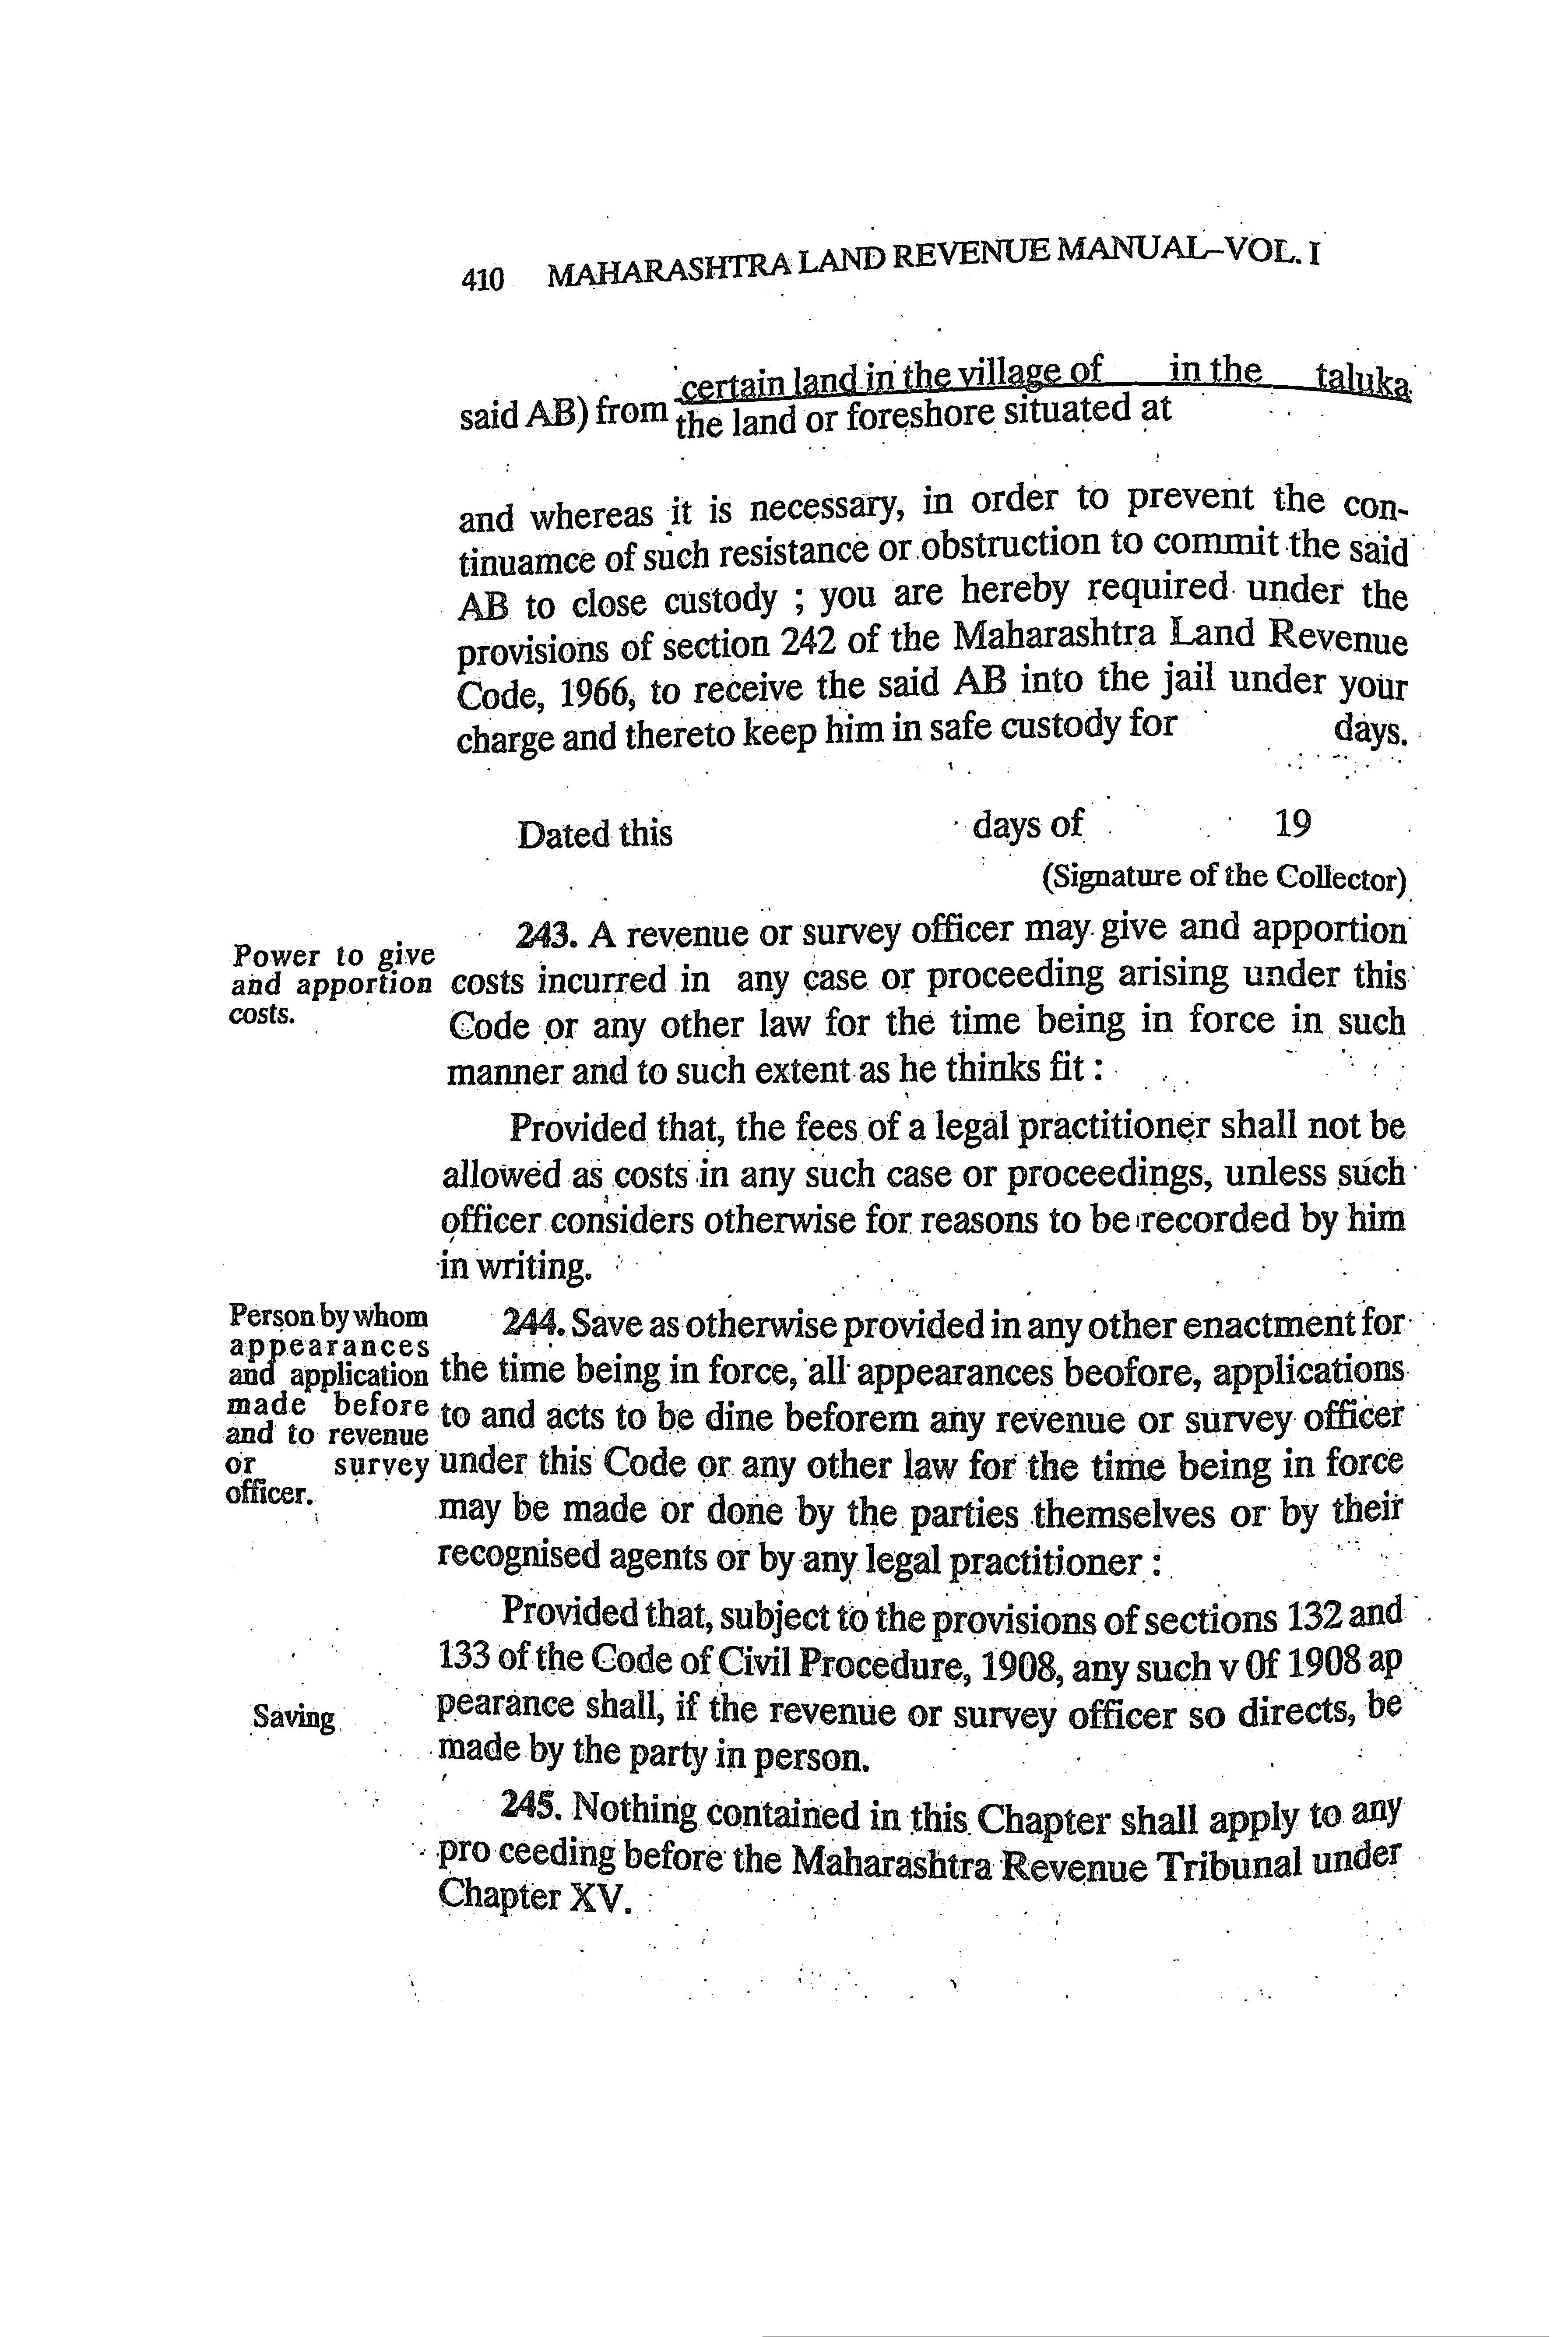 410 MAHARASHTRA LAND REVENUE MANUAL–VOL. I
certain land in the village of in the taluka
said AB) from
the land or foreshore situated at
and whereas it is necessary, in order to prevent the con-
tinuamce of such resistance or obstruction to commit the said
AB to close custody ; you are hereby required under the
provisions of section 242 of the Maharashtra Land Revenue
Code, 1966, to receive the said AB into the jail under your
charge and thereto keep him in safe custody for days.
Dated this days of 19
(Signature of the Collector)
Power to give
and apportion
costs.
243. A revenue or survey officer may give and apportion
costs incurred in any case or proceeding arising under this
Code or any other law for the time being in force in such
manner and to such extent as he thinks fit :
Provided that, the fees of a legal practitioner shall not be
allowed as costs in any such case or proceedings, unless such
officer considers otherwise for reasons to be recorded by him
in writing.
Person by whom
appearances
and application
made before
and to revenue
or survey
officer.
244. Save as otherwise provided in any other enactment for
the time being in force, all appearances beofore, applications
to and acts to be dine beforem any revenue or survey officer
under this Code or any other law for the time being in force
may be made or done by the parties themselves or by their
recognised agents or by any legal practitioner :
Provided that, subject to the provisions of sections 132 and
133 of the Code of Civil Procedure, 1908, any such v 0f 1908 ap
pearance shall, if the revenue or survey officer so directs, be
made by the party in person.
Saving
245. Nothing contained in this Chapter shall apply to any
pro ceeding before the Maharashtra Revenue Tribunal under
Chapter XV.